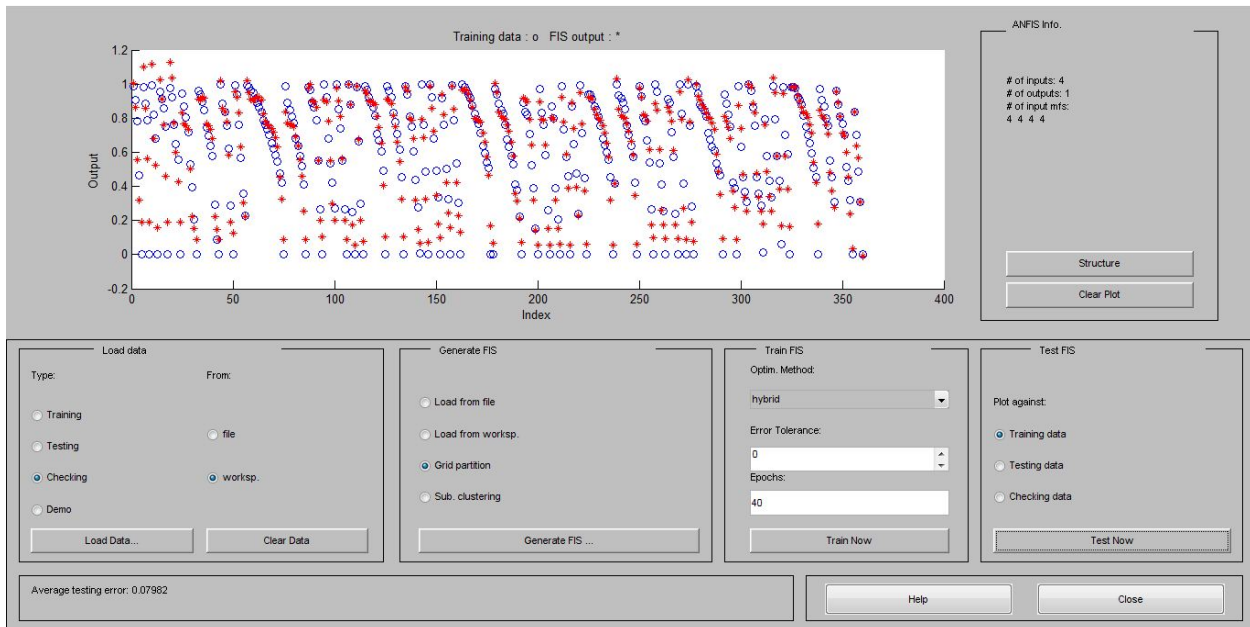 Training data : o   FIS output : *
1.2
1
0.8
0.6
0.4
0.2
0
-0.2
Output
0
50
100
150
200
250
300
350
400
Index
ANFIS Info.
# of inputs: 4
# of outputs: 1
# of input mfs:
4 4 4 4
Structure
Clear Plot
Load data
Type:
From:
Training
Testing
Checking
Demo
file
worksp.
Load Data...
Clear Data
Generate FIS
Load from file
Load from worksp.
Grid partition
Sub. clustering
Generate FIS ...
Train FIS
Optim. Method:
hybrid
Error Tolerance:
0
Epochs:
40
Train Now
Test FIS
Plot against:
Training data
Testing data
Checking data
Test Now
Average testing error: 0.07982
Help
Close